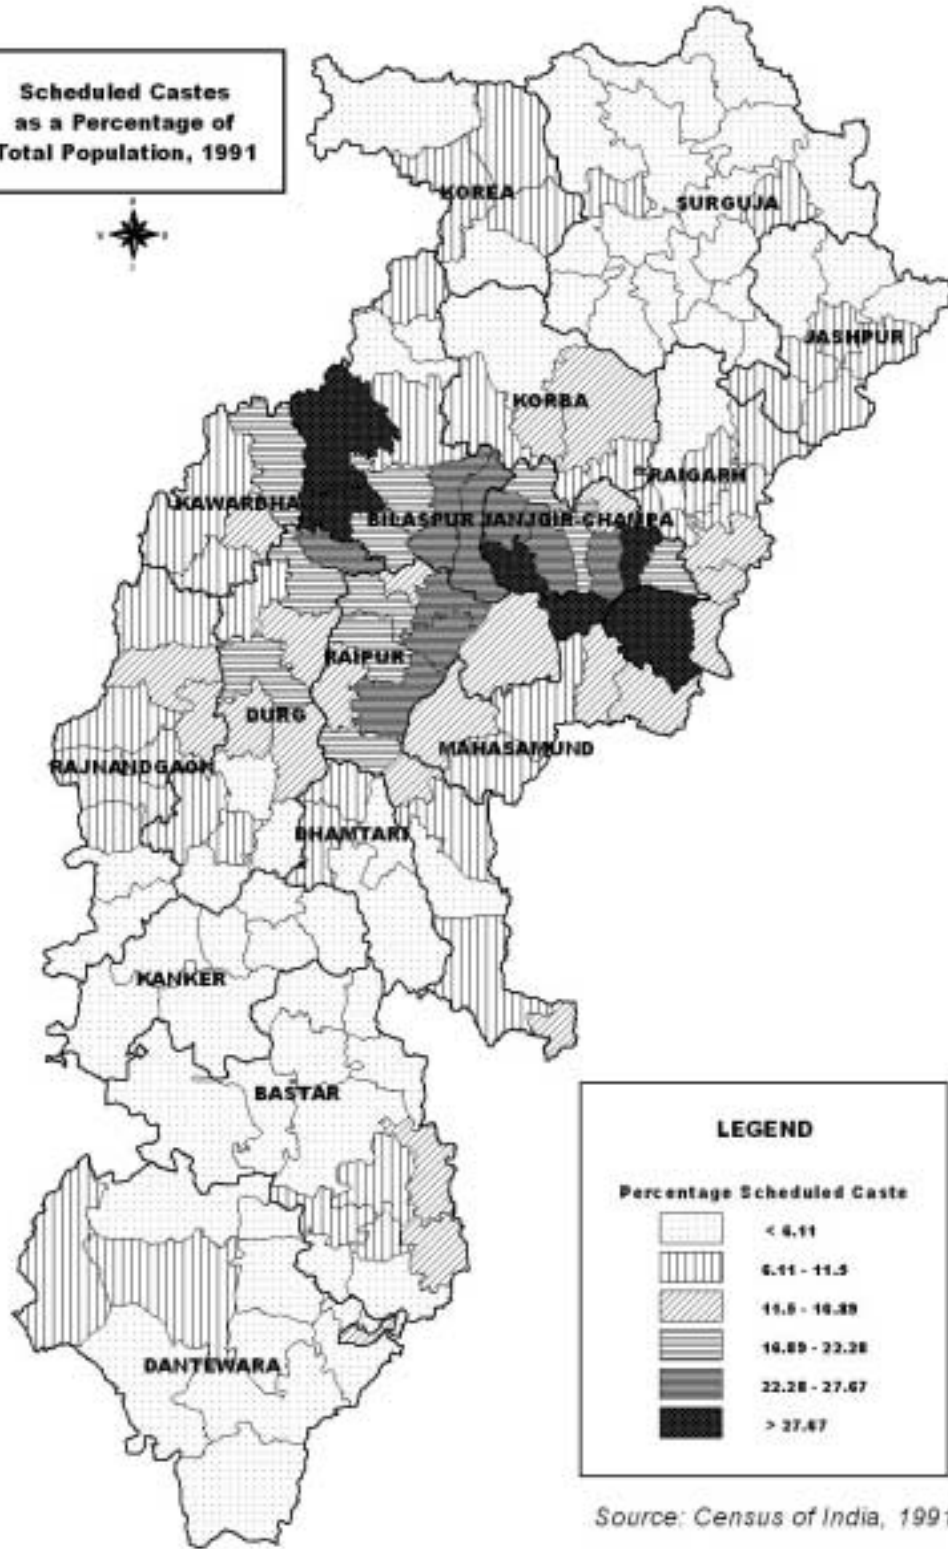 Scheduled Castes
as a Percentage of
Total Population, 1991
KOREA
SURGUJA
JASHPUR
KORBA
RAIGARH
KAWARDHA
BILASPUR
JANJGIR-CHAMPA
RAIPUR
DURG
MAHASAMUND
RAJNANDGAON
DHAMTARI
KANKER
BASTAR
DANTEWARA
LEGEND
Percentage Scheduled Caste
< 6.11
6.11 - 11.5
11.5 - 16.89
16.89 - 22.28
22.28 - 27.67
> 27.67
Source: Census of India, 1991